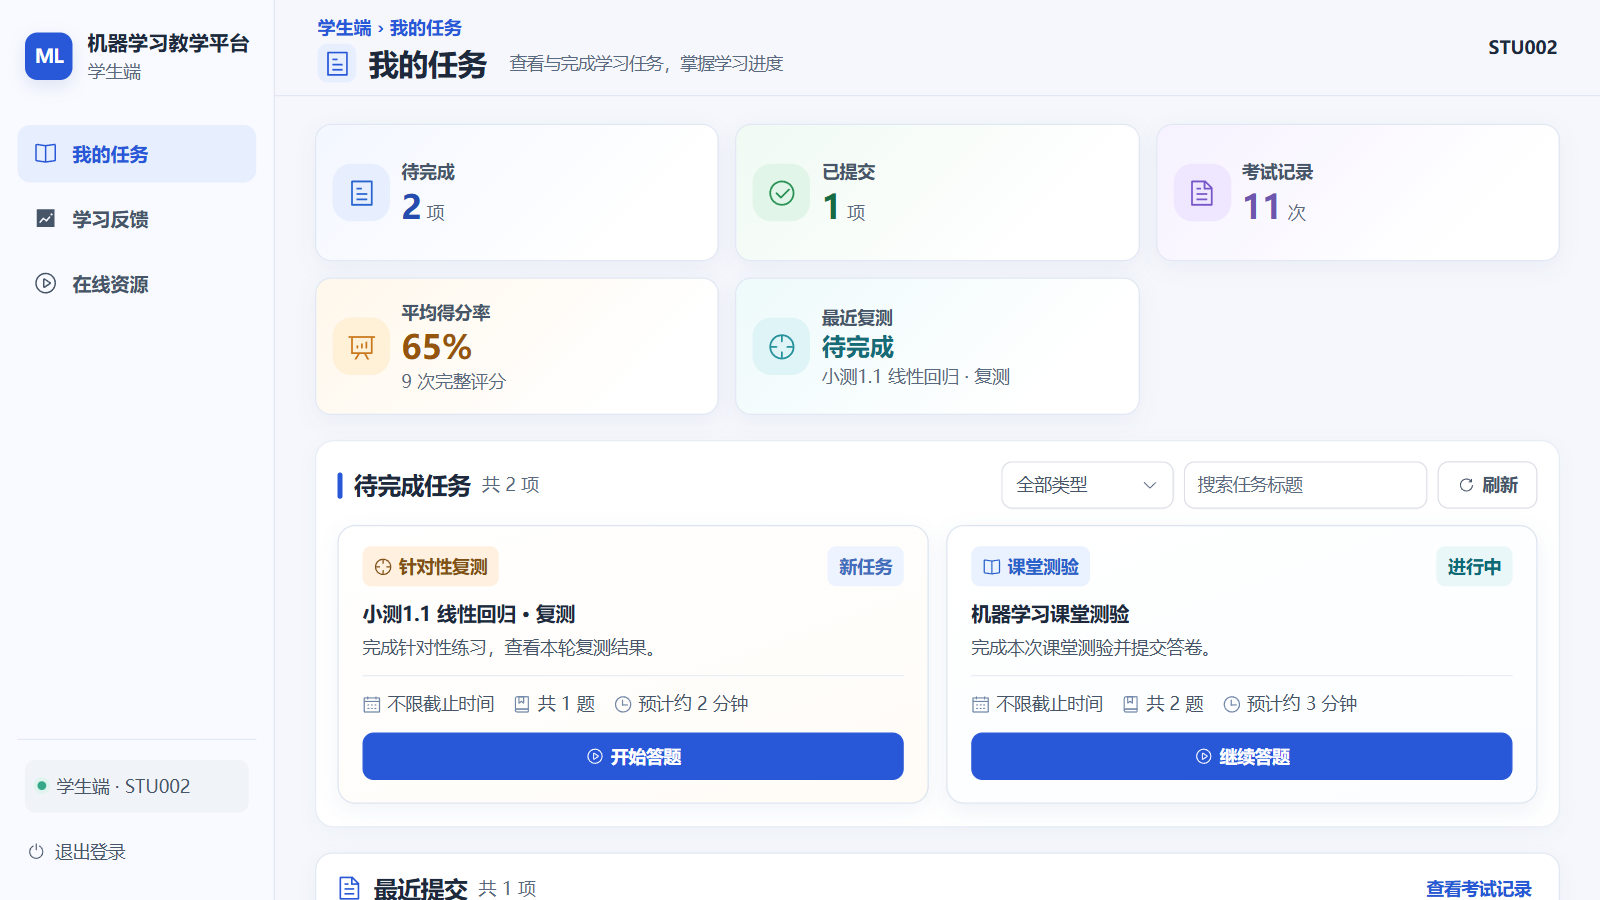 ML
机器学习教学平台
学生端
我的任务
学习反馈
在线资源
学生端 · STU002
退出登录
学生端 › 我的任务
我的任务
查看与完成学习任务，掌握学习进度
STU002
待完成
2 项
已提交
1 项
考试记录
11 次
平均得分率
65%
9 次完整评分
最近复测
待完成
小测1.1 线性回归 · 复测
待完成任务 共 2 项
全部类型
搜索任务标题
刷新
针对性复测
新任务
小测1.1 线性回归 • 复测
完成针对性练习，查看本轮复测结果。
不限截止时间 共 1 题 预计约 2 分钟
开始答题
课堂测验
进行中
机器学习课堂测验
完成本次课堂测验并提交答卷。
不限截止时间 共 2 题 预计约 3 分钟
继续答题
最近提交 共 1 项
查看考试记录